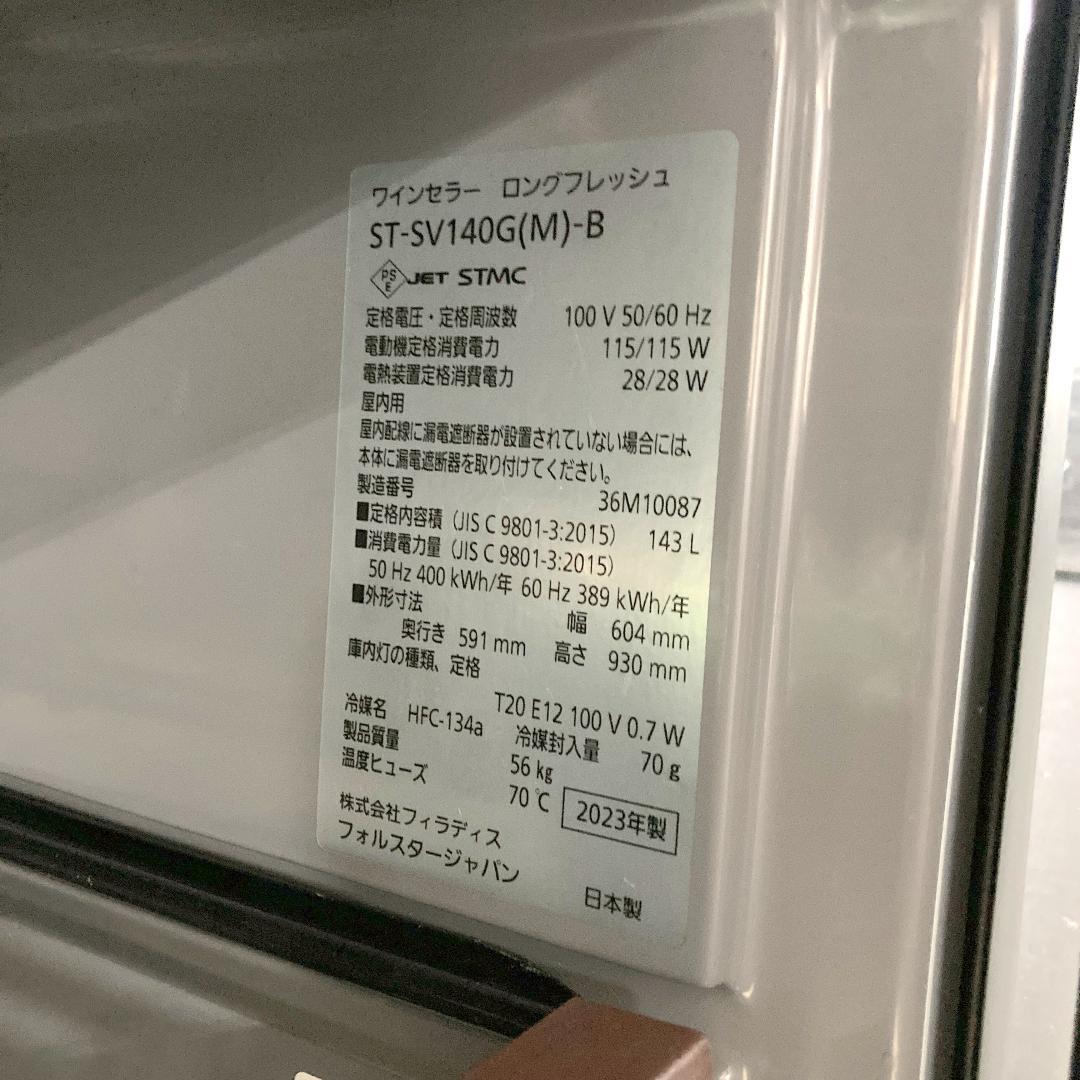 ワインセラー ロングフレッシュ
ST-SV140G(M)-B
PSE JET STMC
定格電圧・定格周波数 100 V 50/60 Hz
電動機定格消費電力 115/115 W
電熱装置定格消費電力 28/28 W
屋内用
屋内配線に漏電遮断器が設置されていない場合には、
本体に漏電遮断器を取り付けてください。
製造番号 36M10087
■定格内容積（JIS C 9801-3:2015） 143 L
■消費電力量（JIS C 9801-3:2015）
50 Hz 400 kWh/年 60 Hz 389 kWh/年
■外形寸法 幅 604 mm
奥行き 591 mm 高さ 930 mm
庫内灯の種類、定格
T20 E12 100 V 0.7 W
冷媒名 HFC-134a 冷媒封入量 70 g
製品質量 56 kg
温度ヒューズ 70 ℃
2023年製
株式会社フィラディス
フォルスタージャパン
日本製